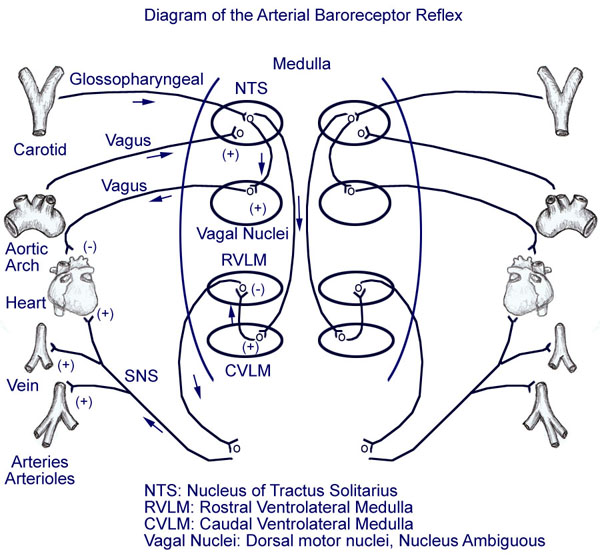 Diagram of the Arterial Baroreceptor Reflex
Medulla
Glossopharyngeal
NTS
Carotid
Vagus
(+)
Vagus
(+)
Vagal Nuclei
Aortic
Arch
(-)
RVLM
(-)
Heart
(+)
(+)
CVLM
(+)
Vein
SNS
(+)
Arteries
Arterioles
NTS: Nucleus of Tractus Solitarius
RVLM: Rostral Ventrolateral Medulla
CVLM: Caudal Ventrolateral Medulla
Vagal Nuclei: Dorsal motor nuclei, Nucleus Ambiguous